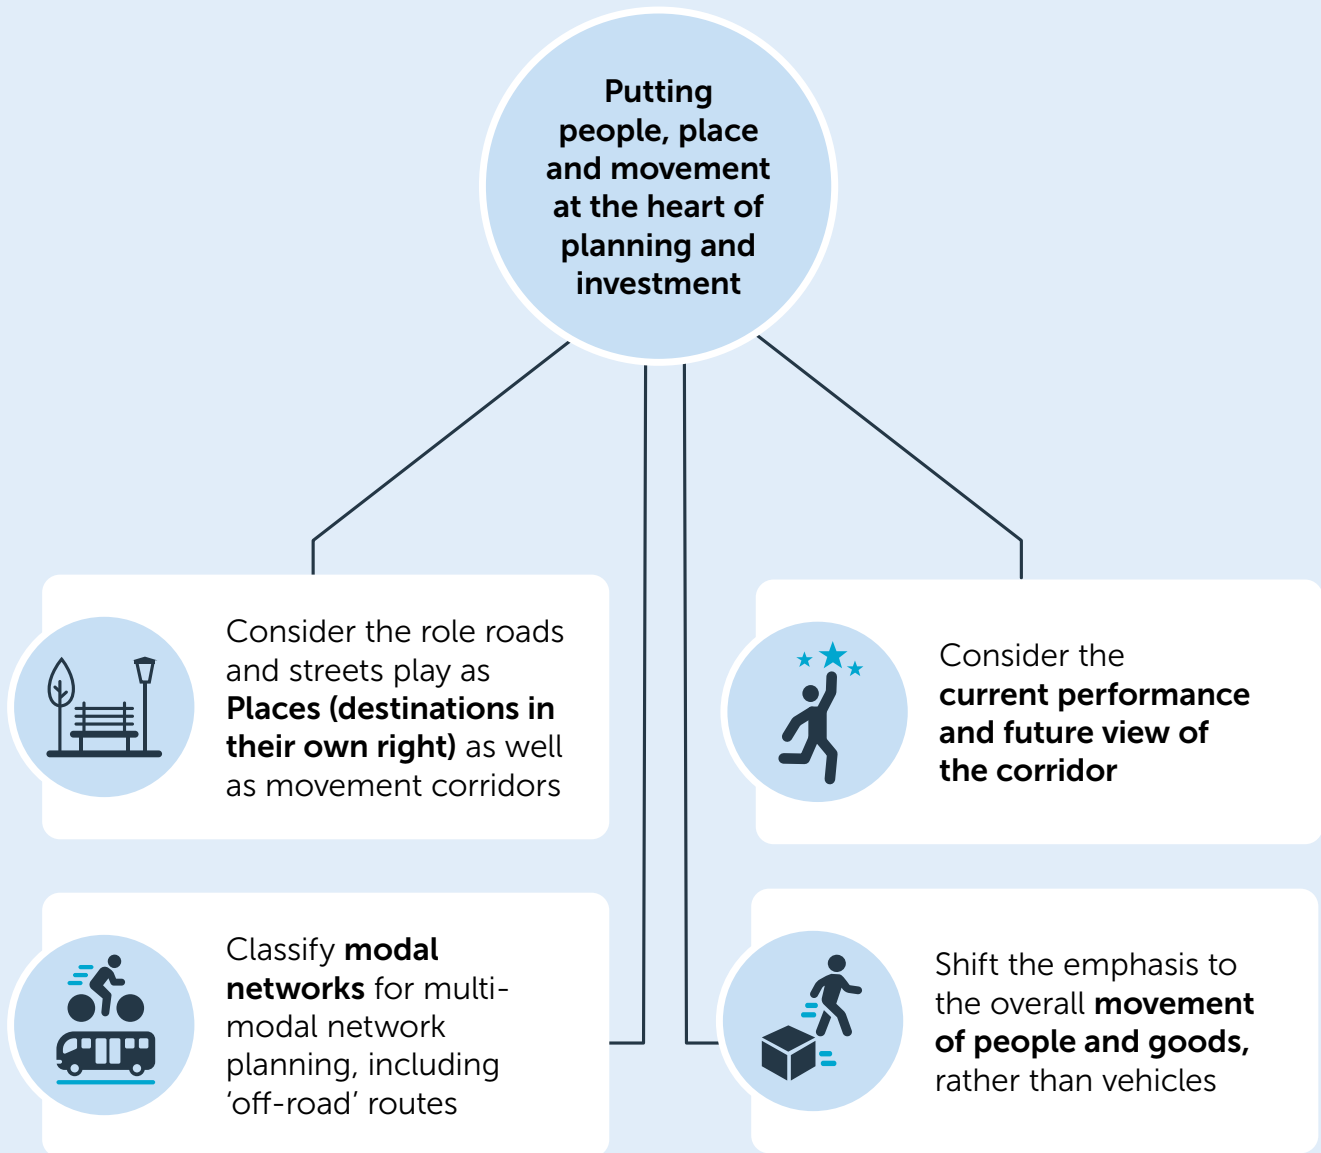 Putting
people, place
and movement
at the heart of
planning and
investment
Consider the role roads
and streets play as
Places (destinations in
their own right) as well
as movement corridors
Consider the
current performance
and future view of
the corridor
Classify modal
networks for multi-
modal network
planning, including
‘off-road’ routes
Shift the emphasis to
the overall movement
of people and goods,
rather than vehicles